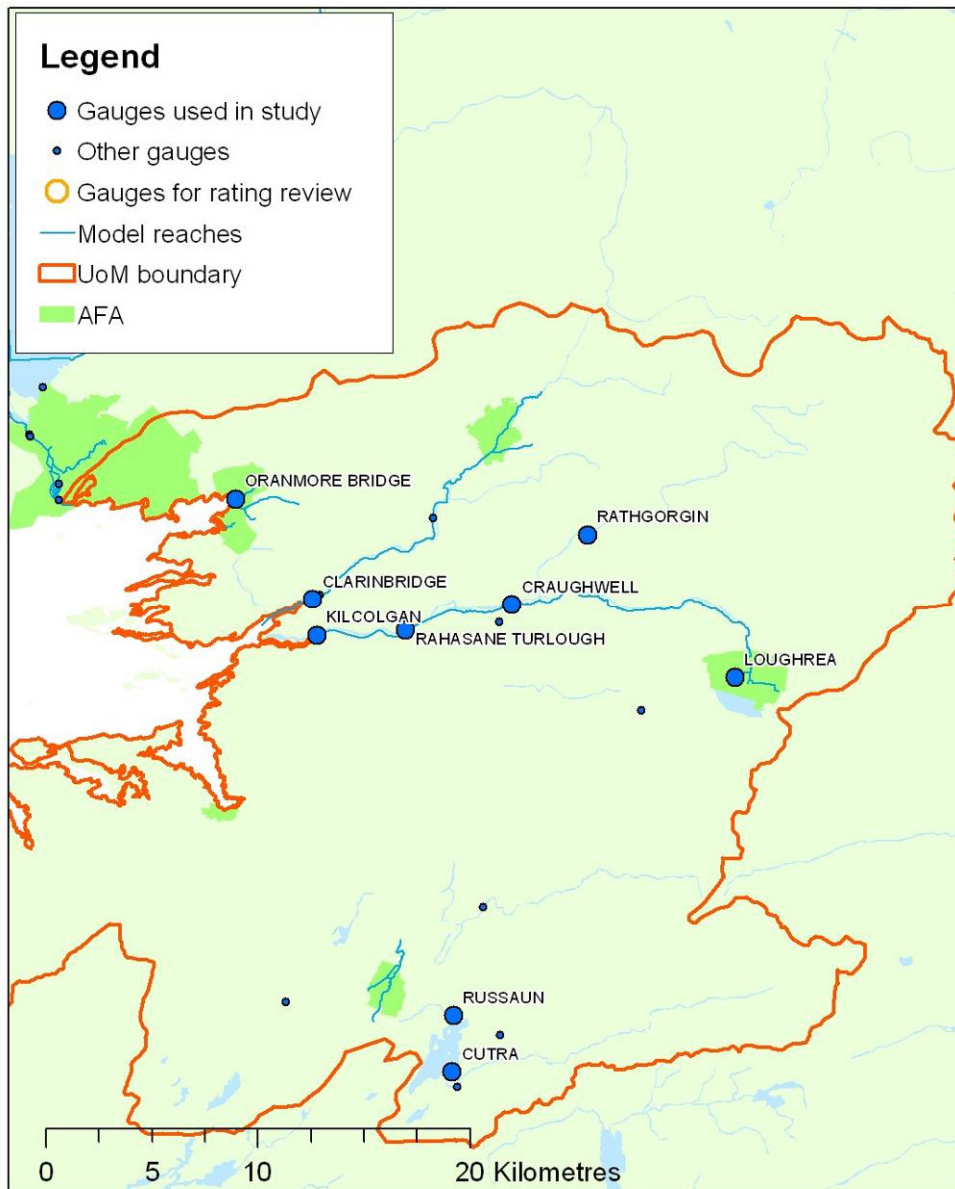 Legend
Gauges used in study
Other gauges
Gauges for rating review
Model reaches
UoM boundary
AFA
ORANMORE BRIDGE
RATHGORGIN
CLARINBRIDGE
CRAUGHWELL
KILCOLGAN
RAHASANE TURLOUGH
LOUGHREA
RUSSAUN
CUTRA
0 5 10 20 Kilometres